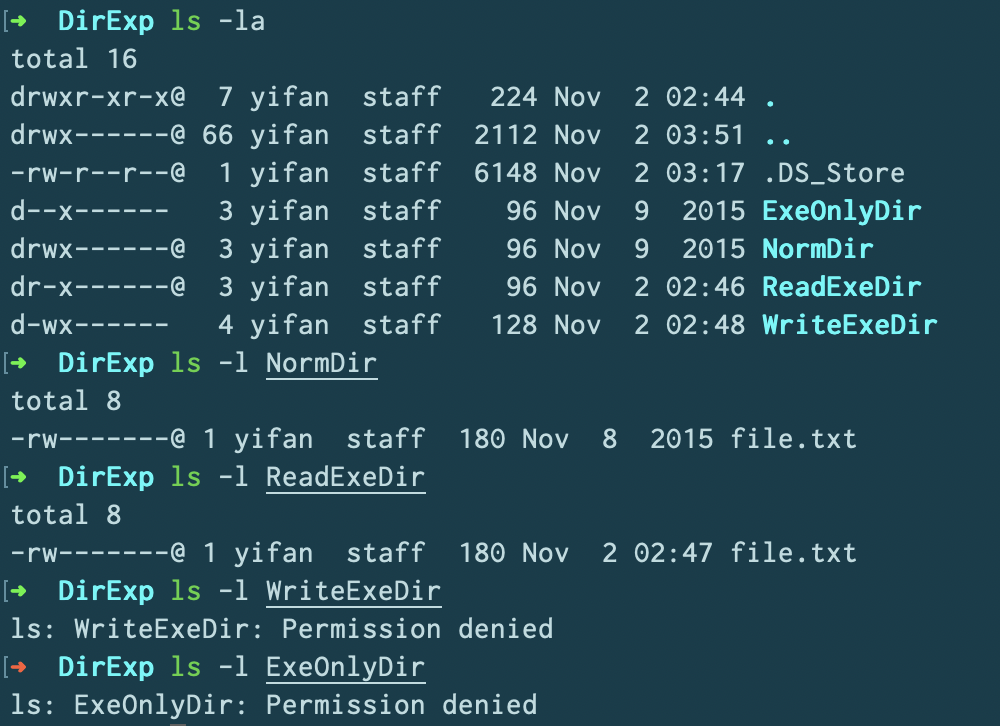 [➜  DirExp ls -la
total 16
drwxr-xr-x@  7 yifan  staff   224 Nov  2 02:44 .
drwx------@ 66 yifan  staff  2112 Nov  2 03:51 ..
-rw-r--r--@  1 yifan  staff  6148 Nov  2 03:17 .DS_Store
d--x------   3 yifan  staff    96 Nov  9  2015 ExeOnlyDir
drwx------@  3 yifan  staff    96 Nov  9  2015 NormDir
dr-x------@  3 yifan  staff    96 Nov  2 02:46 ReadExeDir
d-wx------   4 yifan  staff   128 Nov  2 02:48 WriteExeDir
[➜  DirExp ls -l NormDir
total 8
-rw-------@ 1 yifan  staff  180 Nov  8  2015 file.txt
[➜  DirExp ls -l ReadExeDir
total 8
-rw-------@ 1 yifan  staff  180 Nov  2 02:47 file.txt
[➜  DirExp ls -l WriteExeDir
ls: WriteExeDir: Permission denied
[➜  DirExp ls -l ExeOnlyDir
ls: ExeOnlyDir: Permission denied